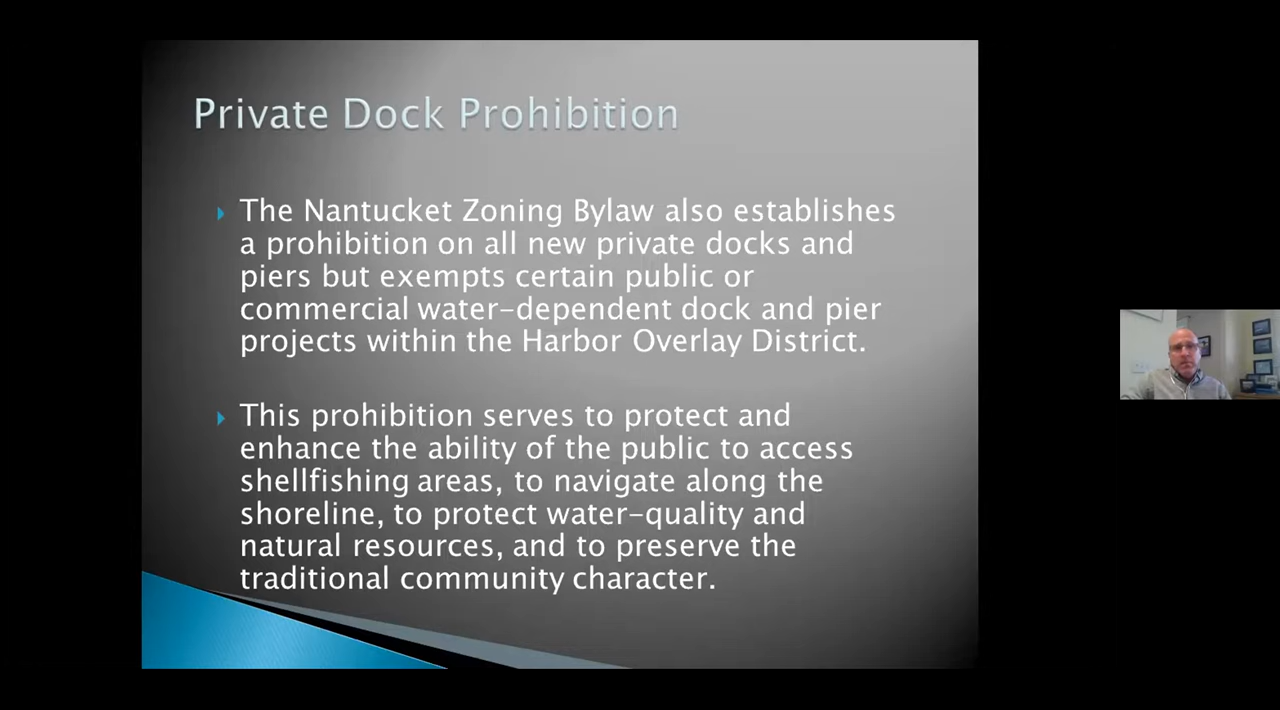 Private Dock Prohibition
The Nantucket Zoning Bylaw also establishes
a prohibition on all new private docks and
piers but exempts certain public or
commercial water-dependent dock and pier
projects within the Harbor Overlay District.
This prohibition serves to protect and
enhance the ability of the public to access
shellfishing areas, to navigate along the
shoreline, to protect water-quality and
natural resources, and to preserve the
traditional community character.